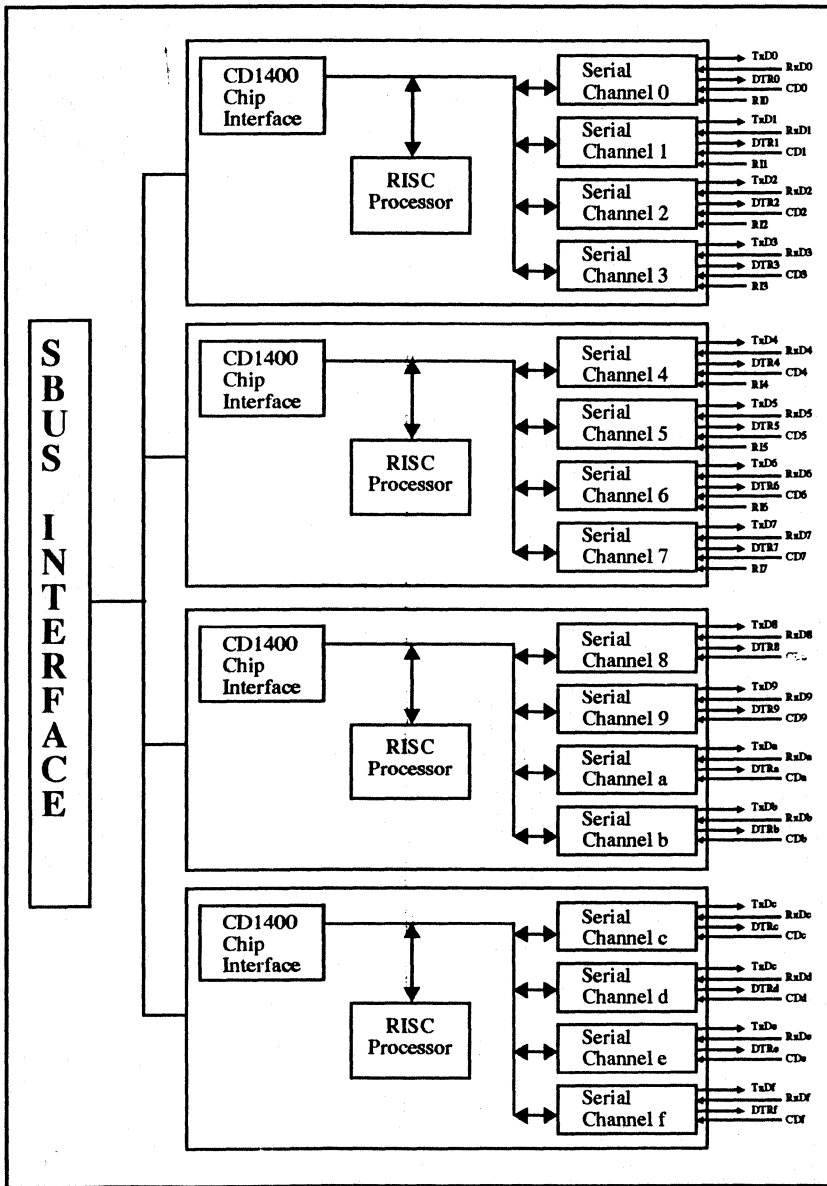 SBUS INTERFACE
CD1400
Chip
Interface
RISC
Processor
Serial
Channel 0
TxD0
RxD0
DTR0
CD0
RI0
Serial
Channel 1
TxD1
RxD1
DTR1
CD1
RI1
Serial
Channel 2
TxD2
RxD2
DTR2
CD2
RI2
Serial
Channel 3
TxD3
RxD3
DTR3
CD3
RI3
CD1400
Chip
Interface
RISC
Processor
Serial
Channel 4
TxD4
RxD4
DTR4
CD4
RI4
Serial
Channel 5
TxD5
RxD5
DTR5
CD5
RI5
Serial
Channel 6
TxD6
RxD6
DTR6
CD6
Serial
Channel 7
TxD7
RxD7
DTR7
CD7
RI7
CD1400
Chip
Interface
RISC
Processor
Serial
Channel 8
TxD8
RxD8
DTR8
Serial
Channel 9
TxD9
RxD9
DTR9
CD9
Serial
Channel a
TxDa
RxDa
DTRa
CDa
Serial
Channel b
TxDb
RxDb
DTRb
CDb
CD1400
Chip
Interface
RISC
Processor
Serial
Channel c
TxDc
RxDc
DTRc
CDc
Serial
Channel d
TxDc
RxDd
DTRd
CDd
Serial
Channel e
TxDe
RxDe
DTRe
CDe
Serial
Channel f
TxDf
RxDf
DTRf
CDf